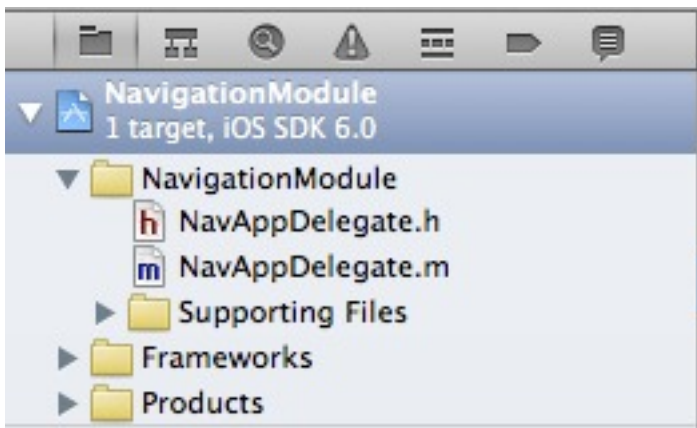 NavigationModule
1 target, iOS SDK 6.0
NavigationModule
h NavAppDelegate.h
m NavAppDelegate.m
Supporting Files
Frameworks
Products